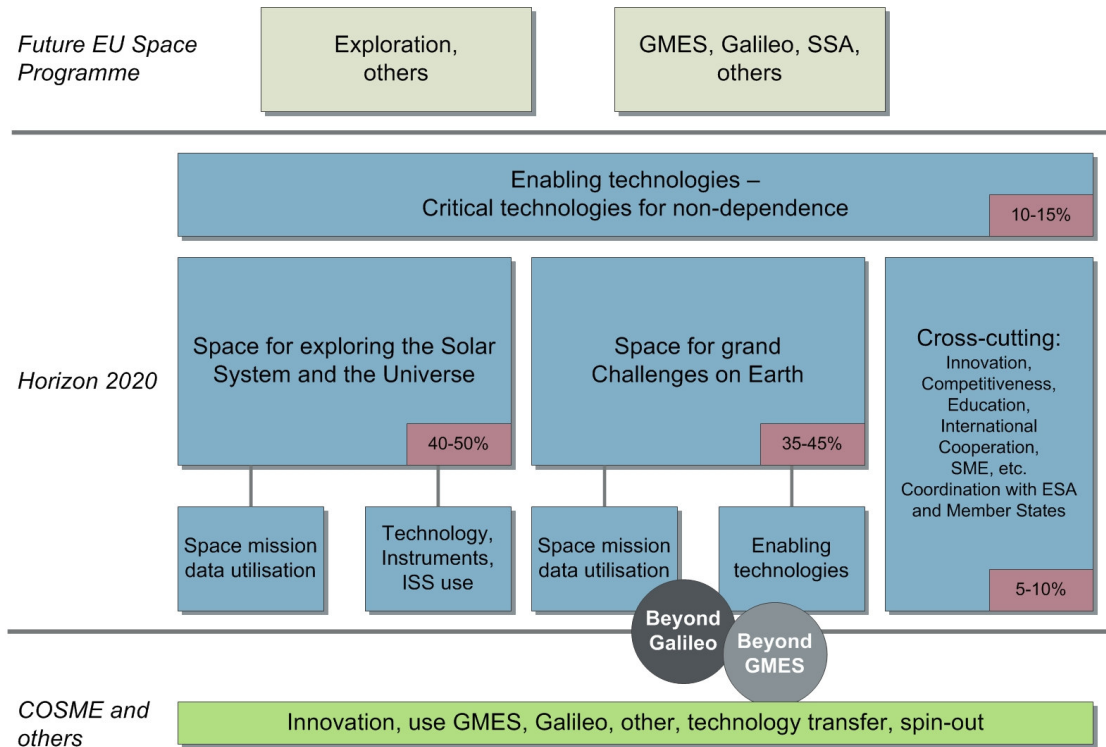 Future EU Space
Programme
Exploration,
others
GMES, Galileo, SSA,
others
Enabling technologies –
Critical technologies for non-dependence
10-15%
Horizon 2020
Space for exploring the Solar
System and the Universe
40-50%
Space for grand
Challenges on Earth
35-45%
Cross-cutting:
Innovation,
Competitiveness,
Education,
International
Cooperation,
SME, etc.
Coordination with ESA
and Member States
5-10%
Space mission
data utilisation
Technology,
Instruments,
ISS use
Space mission
data utilisation
Enabling
technologies
Beyond
Galileo
Beyond
GMES
COSME and
others
Innovation, use GMES, Galileo, other, technology transfer, spin-out